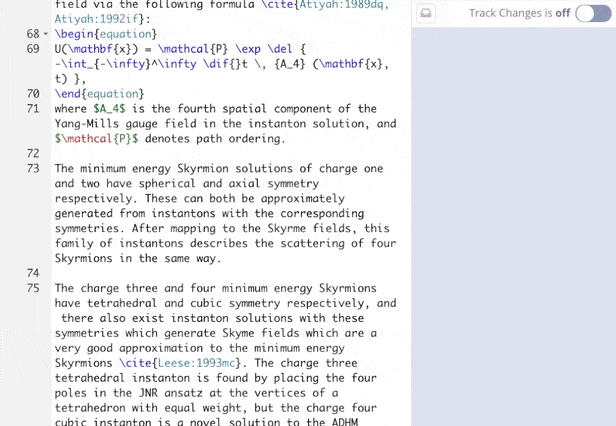 field via the following formula \cite{Atiyah:1989dq,
Atiyah:1992if}:
68 \begin{equation}
69 U(\mathbf{x}) = \mathcal{P} \exp \del {
-\int_{-\infty}^\infty \dif{}t \, {A_4} (\mathbf{x},
t) },
70 \end{equation}
71 where $A_4$ is the fourth spatial component of the
Yang-Mills gauge field in the instanton solution, and
$\mathcal{P}$ denotes path ordering.
72
73 The minimum energy Skyrmion solutions of charge one
and two have spherical and axial symmetry
respectively. These can both be approximately
generated from instantons with the corresponding
symmetries. After mapping to the Skyrme fields, this
family of instantons describes the scattering of four
Skyrmions in the same way.
74
75 The charge three and four minimum energy Skyrmions
have tetrahedral and cubic symmetry respectively, and
there also exist instanton solutions with these
symmetries which generate Skyme fields which are a
very good approximation to the minimum energy
Skyrmions \cite{Leese:1993mc}. The charge three
tetrahedral instanton is found by placing the four
poles in the JNR ansatz at the vertices of a
tetrahedron with equal weight, but the charge four
cubic instanton is a novel solution to the ADHM
Track Changes is off